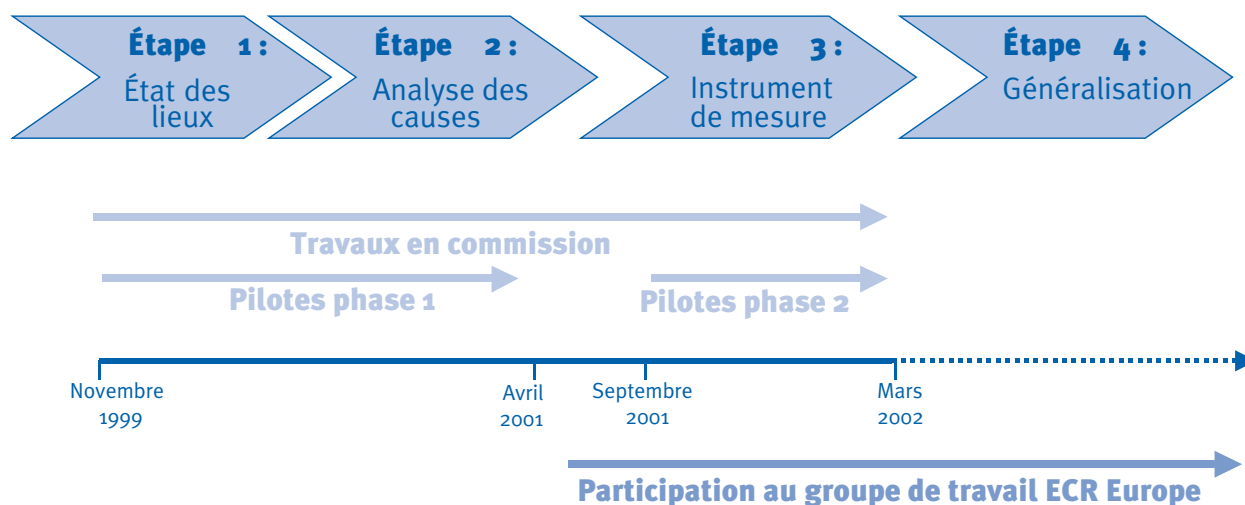 Étape 1 :
État des
lieux
Étape 2 :
Analyse des
causes
Étape 3 :
Instrument
de mesure
Étape 4 :
Généralisation
Travaux en commission
Pilotes phase 1
Pilotes phase 2
Novembre
1999
Avril
2001
Septembre
2001
Mars
2002
Participation au groupe de travail ECR Europe